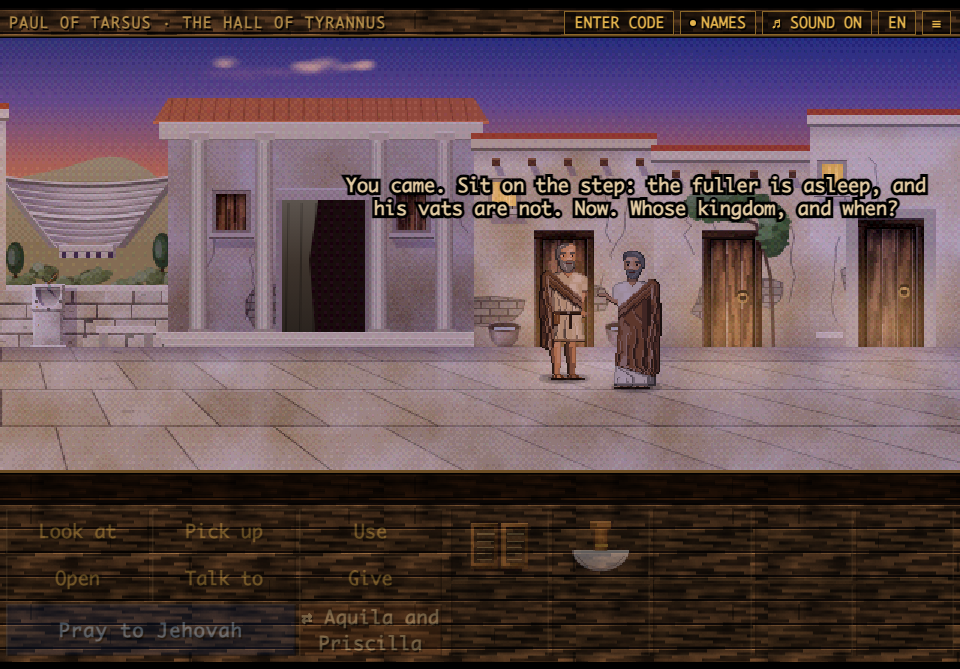 PAUL OF TARSUS · THE HALL OF TYRANNUS
ENTER CODE
● NAMES
♬ SOUND ON
EN
≡
You came. Sit on the step: the fuller is asleep, and
his vats are not. Now. Whose kingdom, and when?
Look at
Pick up
Use
Open
Talk to
Give
Pray to Jehovah
⇄ Aquila and
Priscilla